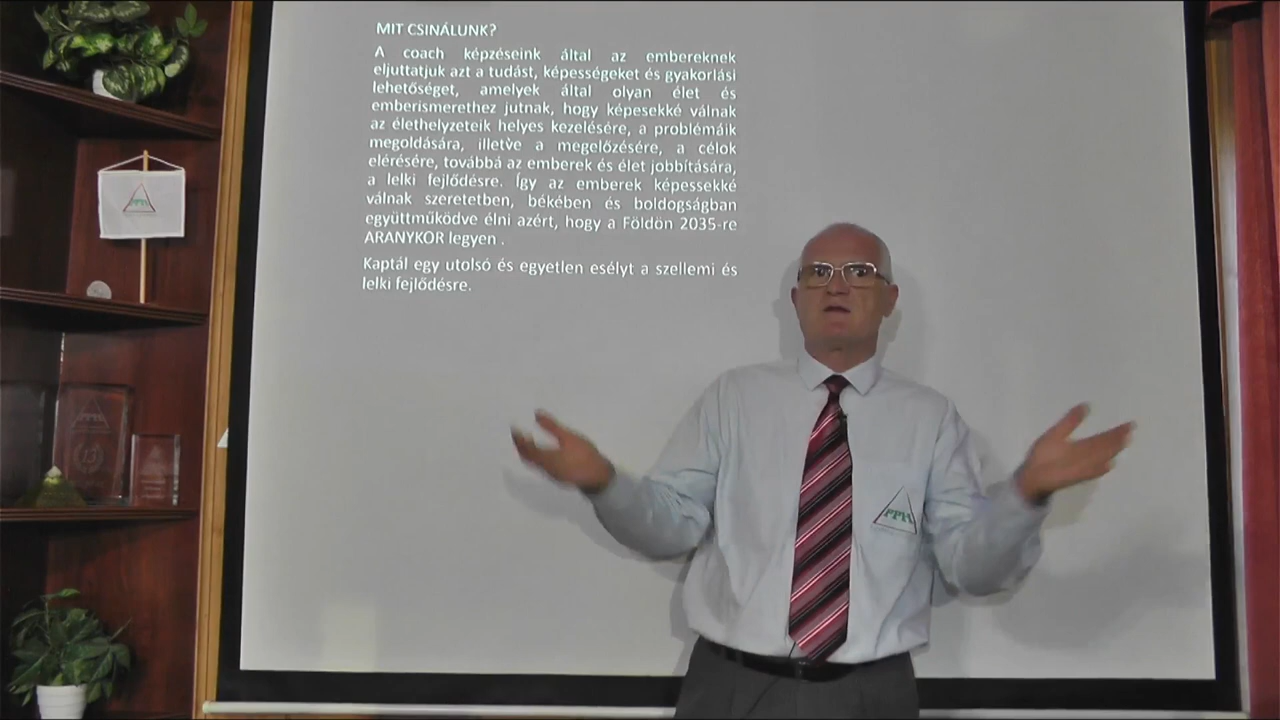 MIT CSINÁLUNK?
A coach képzéseink által az embereknek
eljuttatjuk azt a tudást, képességeket és gyakorlási
lehetőséget, amelyek által olyan élet és
emberismerethez jutnak, hogy képesekké válnak
az élethelyzeteik helyes kezelésére, a problémáik
megoldására, illetve a megelőzésére, a célok
elérésére, továbbá az emberek és élet jobbítására,
a lelki fejlődésre. Így az emberek képessekké
válnak szeretetben, békében és boldogságban
együttműködve élni azért, hogy a Földön 2035-re
ARANYKOR legyen .
Kaptál egy utolsó és egyetlen esélyt a szellemi és
lelki fejlődésre.
13